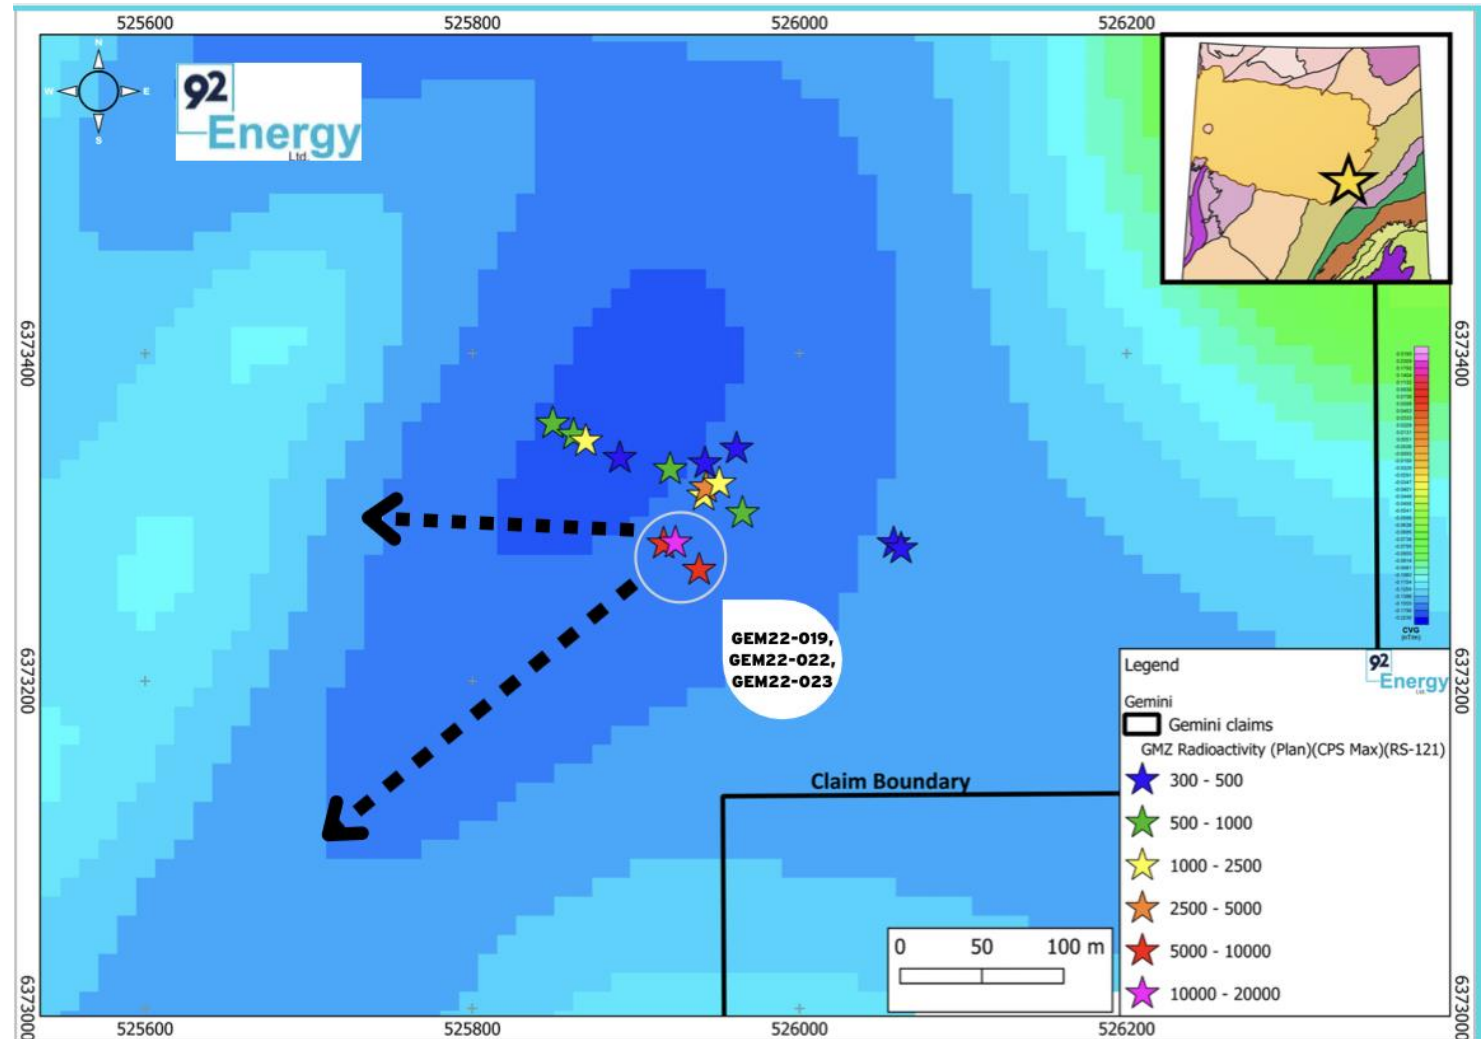 525600
525800
526000
526200
N
W
E
S
92
Energy
Ltd.
6373400
6373400
GEM22-019,
GEM22-022,
GEM22-023
6373200
6373200
CVG
Legend
92
Energy
Ltd.
Gemini
Gemini claims
GMZ Radioactivity (Plan)(CPS Max)(RS-121)
300 - 500
500 - 1000
1000 - 2500
2500 - 5000
5000 - 10000
10000 - 20000
Claim Boundary
0 50 100 m
6373000
6373000
525600
525800
526000
526200